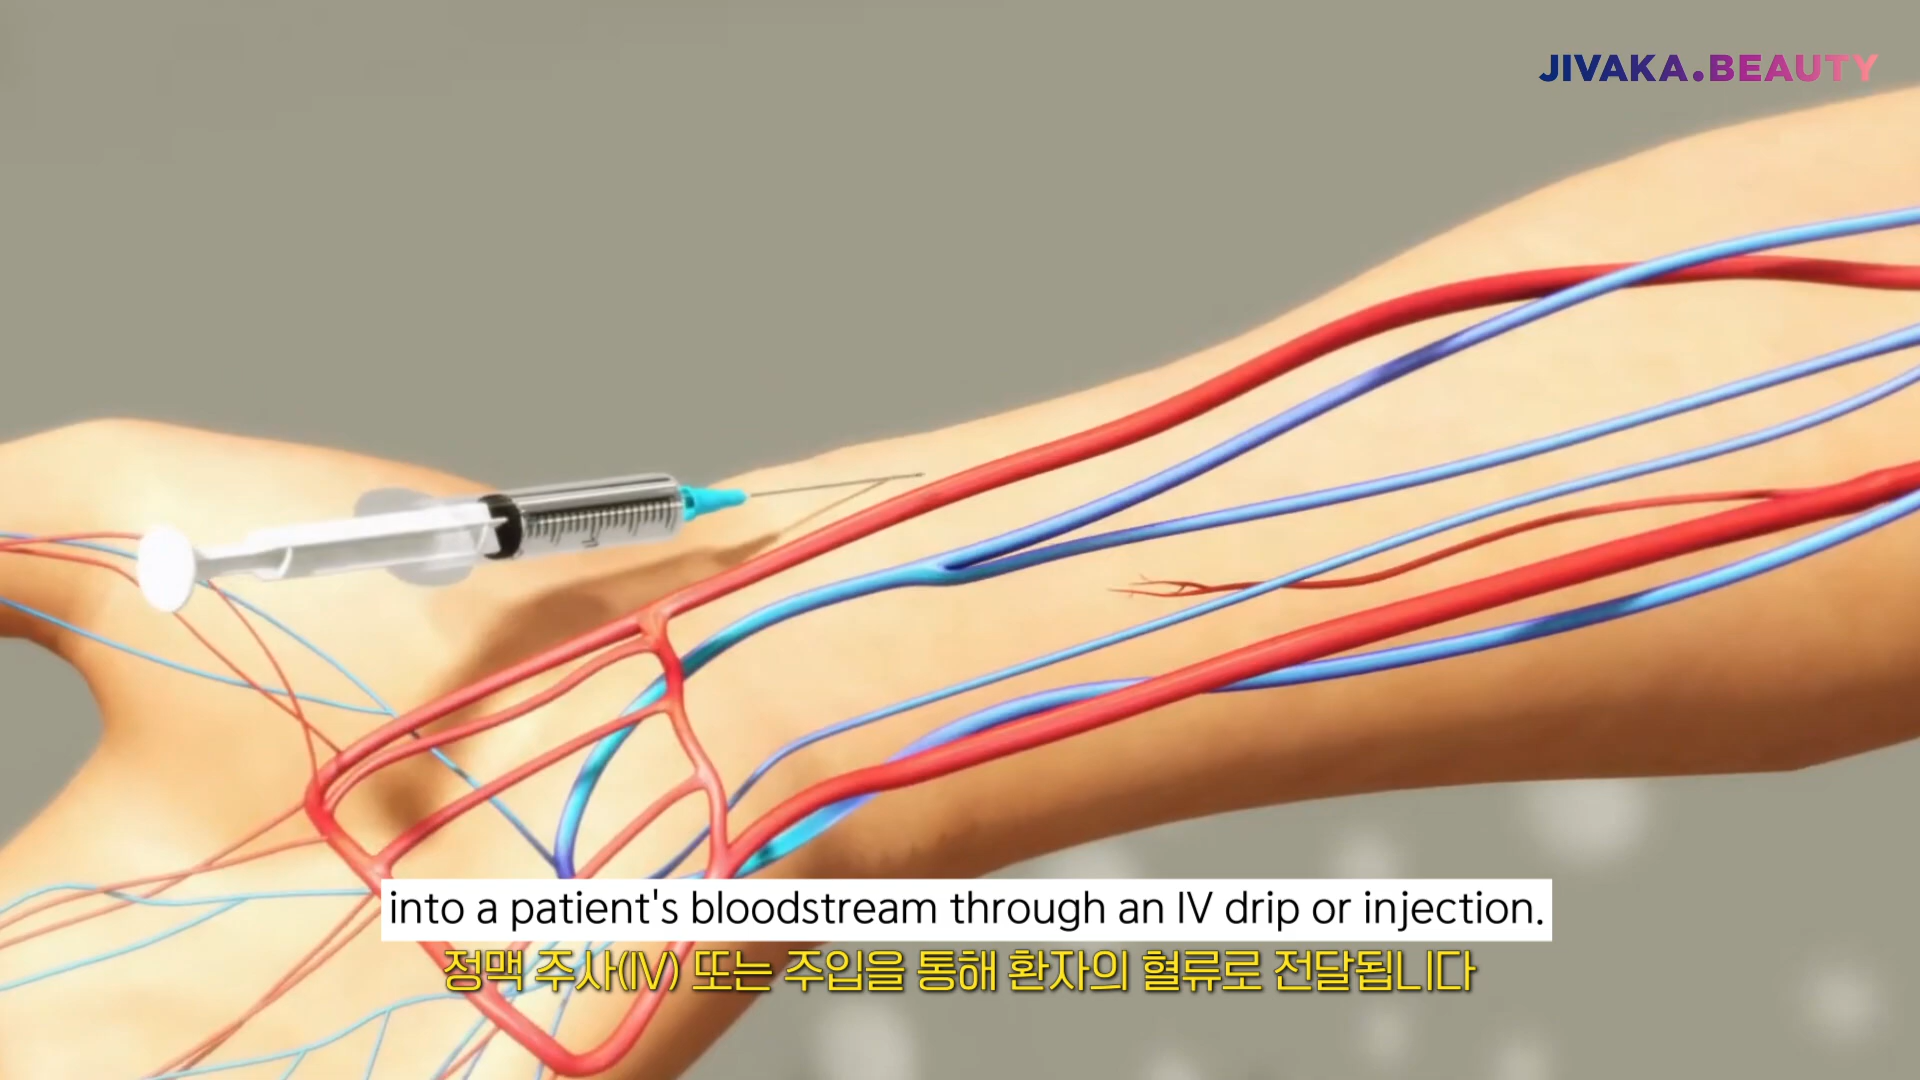 JIVAKA.BEAUTY
into a patient's bloodstream through an IV drip or injection.
정맥 주사(IV) 또는 주입을 통해 환자의 혈류로 전달됩니다